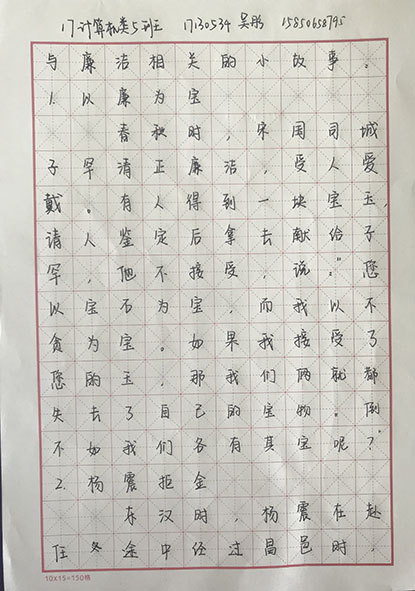 17计算机类5班 17130534 吴彤 15850658795
与廉洁相关的小故事。
1.以廉为宝
春秋时，宋国司城
子罕清正廉洁，受人爱
戴。有人得到一块宝玉，
请人鉴定后拿去献给子
罕，他不接受，说："您
以宝石为宝，而我以不
贪为宝。如果我接受了
您的玉，那我们俩就都
失去了自己的宝物。倒
不如我们各有其宝呢？"
2.杨震拒金
东汉时，杨震在赴
任冬途中经过昌邑时，
10×15=150格